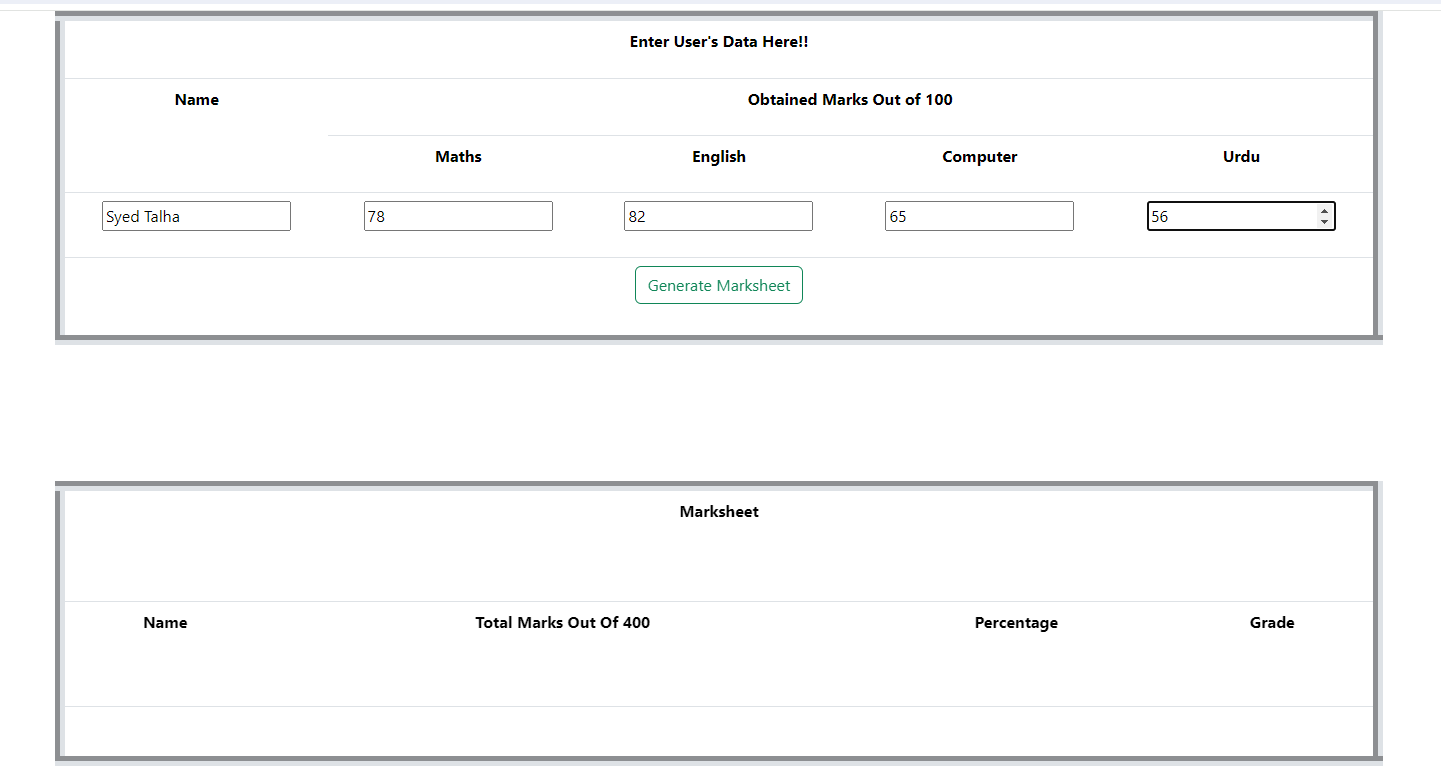 Enter User's Data Here!!
Name
Obtained Marks Out of 100
Maths
English
Computer
Urdu
Syed Talha
78
82
65
56
Generate Marksheet
Marksheet
Name
Total Marks Out Of 400
Percentage
Grade